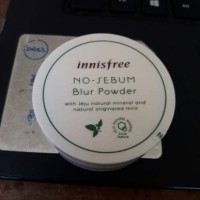 innisfree
NO-SEBUM
Blur Powder
with Jeju natural mineral and
natural originated mint